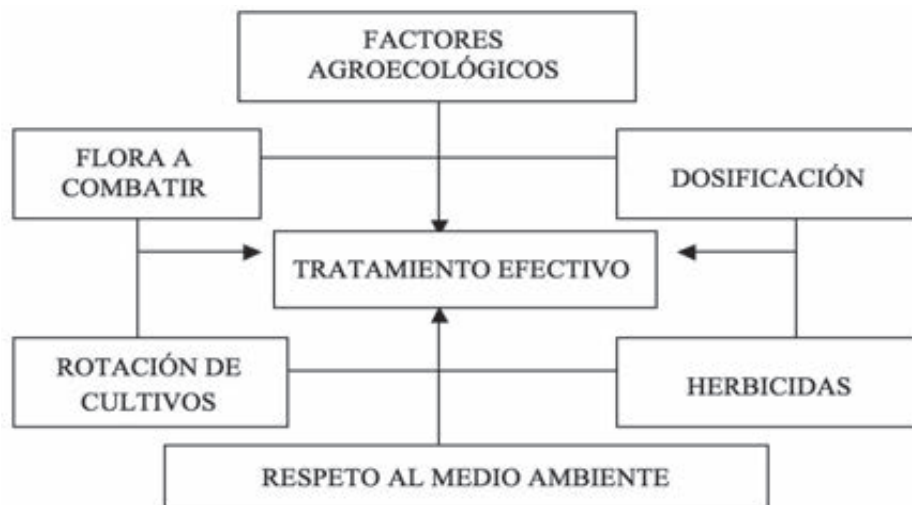 FACTORES
AGROECOLÓGICOS
FLORA A
COMBATIR
DOSIFICACIÓN
TRATAMIENTO EFECTIVO
ROTACIÓN DE
CULTIVOS
HERBICIDAS
RESPETO AL MEDIO AMBIENTE